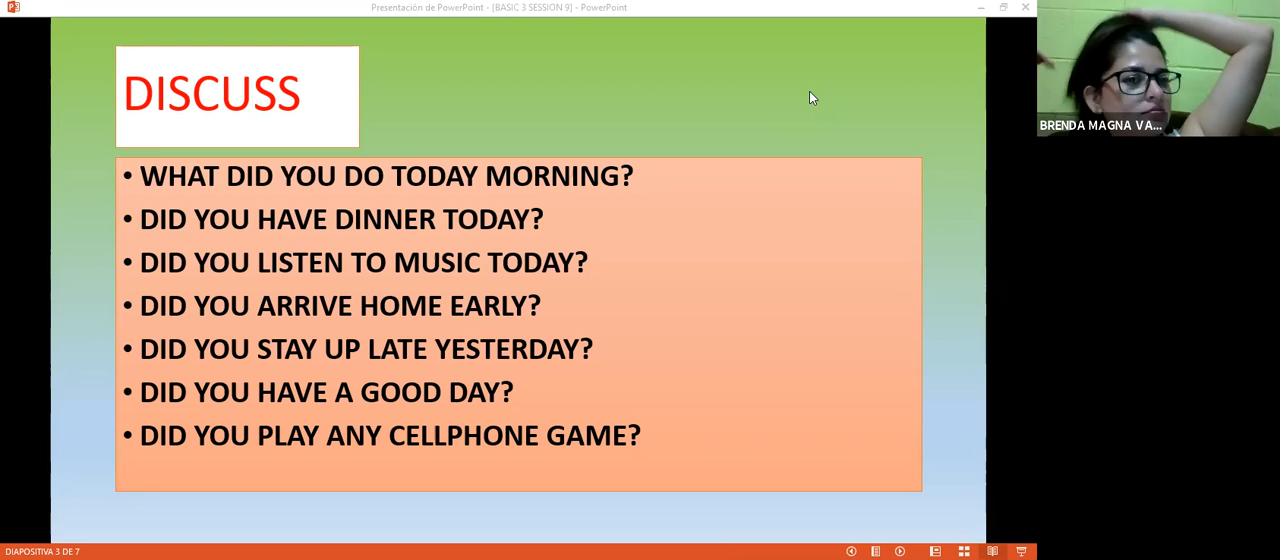 Presentación de PowerPoint - [BASIC 3 SESSION 9] - PowerPoint
DISCUSS
• WHAT DID YOU DO TODAY MORNING?
• DID YOU HAVE DINNER TODAY?
• DID YOU LISTEN TO MUSIC TODAY?
• DID YOU ARRIVE HOME EARLY?
• DID YOU STAY UP LATE YESTERDAY?
• DID YOU HAVE A GOOD DAY?
• DID YOU PLAY ANY CELLPHONE GAME?
BRENDA MAGNA VA...
DIAPOSITIVA 3 DE 7